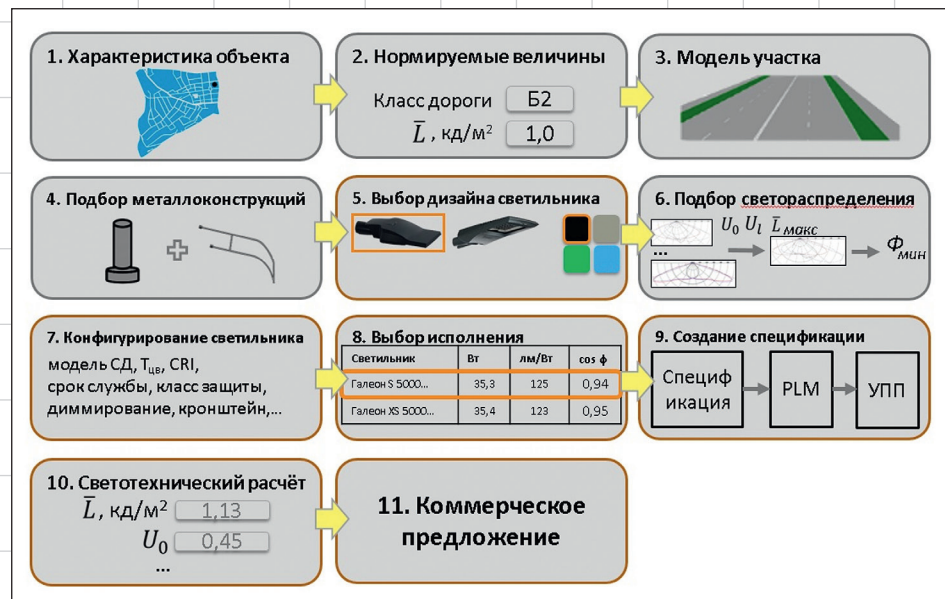 1. Характеристика объекта
2. Нормируемые величины
Класс дороги Б2
L̅, кд/м² 1,0
3. Модель участка
4. Подбор металлоконструкций
5. Выбор дизайна светильника
6. Подбор светораспределения
U₀ Uₗ L̅макс
...
Фмин
7. Конфигурирование светильника
модель СД, Tцв, CRI,
срок службы, класс защиты,
диммирование, кронштейн,...
8. Выбор исполнения
Светильник Вт лм/Вт cos ϕ
Галеон S 5000... 35,3 125 0,94
Галеон XS 5000... 35,4 123 0,95
9. Создание спецификации
Специф
икация
PLM
УПП
10. Светотехнический расчёт
L̅, кд/м² 1,13
U₀ 0,45
...
11. Коммерческое
предложение